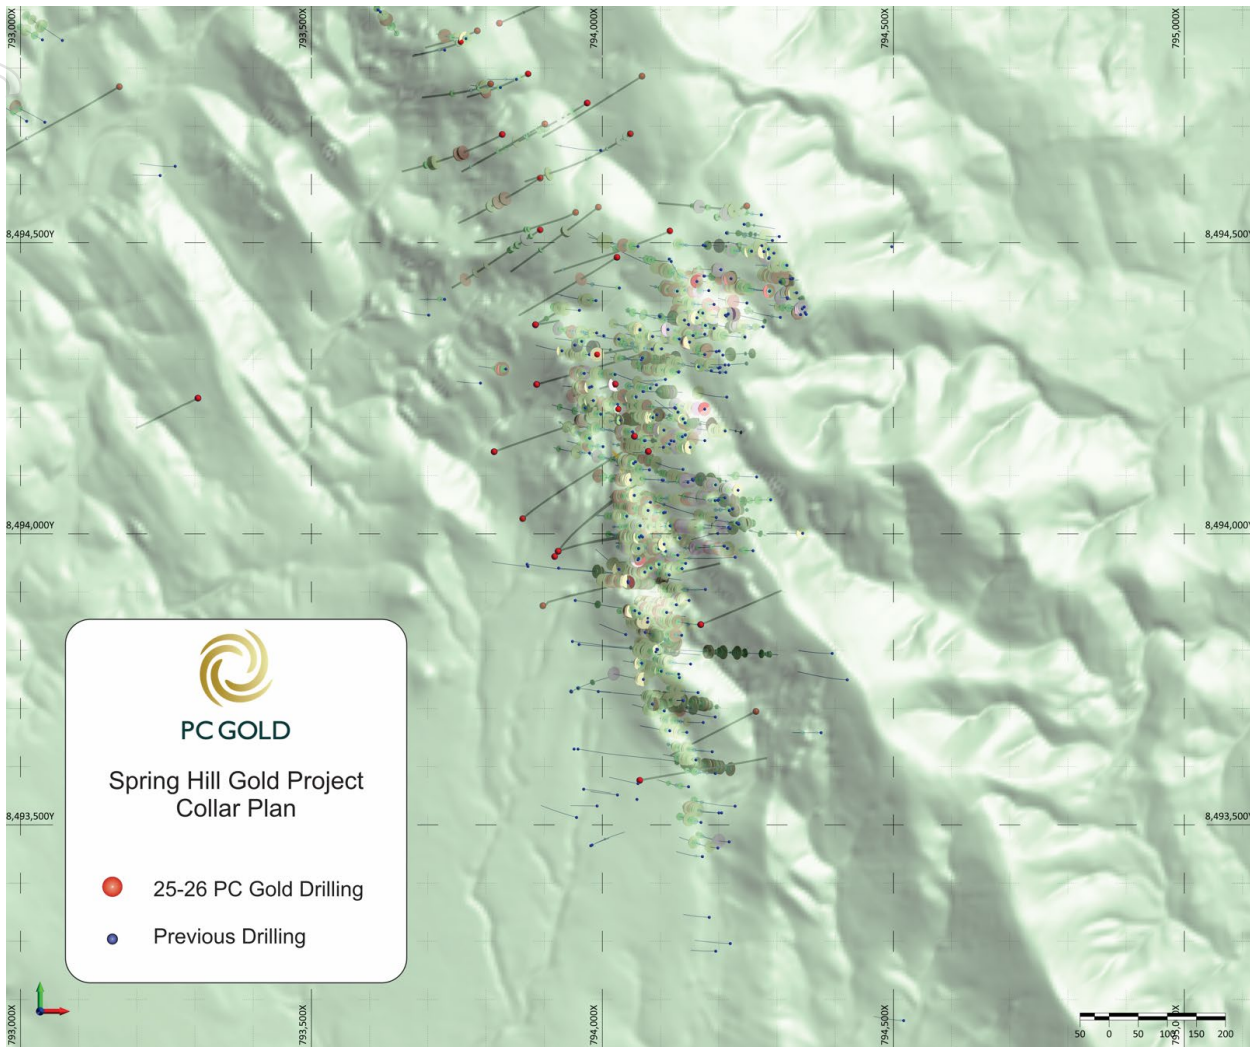 793,000X
793,500X
794,000X
794,500X
795,000X
8,494,500Y
8,494,500Y
8,494,000Y
8,494,000Y
PC GOLD
Spring Hill Gold Project
Collar Plan
25-26 PC Gold Drilling
Previous Drilling
8,493,500Y
8,493,500Y
793,000X
793,500X
794,000X
794,500X
795,000X
50 0 50 100 150 200